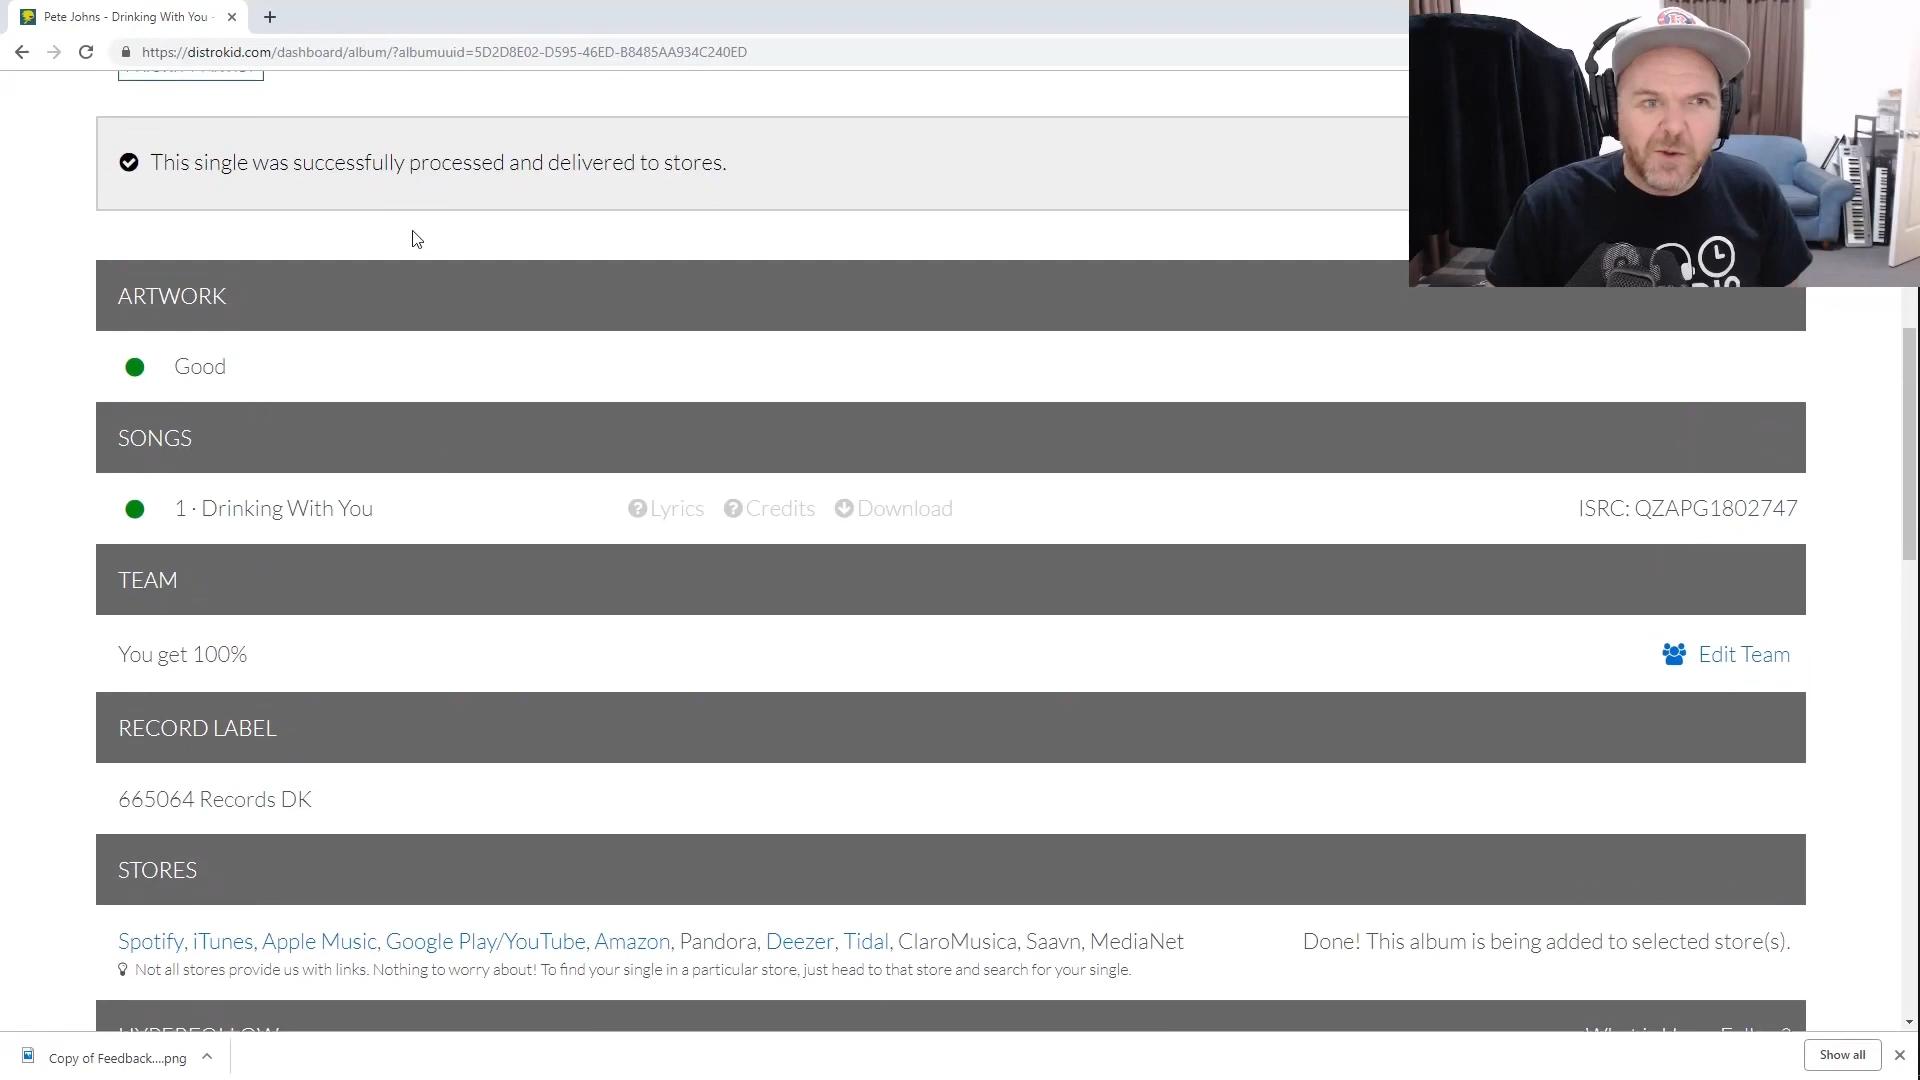 Pete Johns - Drinking With You -
https://distrokid.com/dashboard/album/?albumuuid=5D2D8E02-D595-46ED-B8485AA934C240ED
This single was successfully processed and delivered to stores.
ARTWORK
Good
SONGS
1 · Drinking With You Lyrics Credits Download ISRC: QZAPG1802747
TEAM
You get 100% Edit Team
RECORD LABEL
665064 Records DK
STORES
Spotify, iTunes, Apple Music, Google Play/YouTube, Amazon, Pandora, Deezer, Tidal, ClaroMusica, Saavn, MediaNet Done! This album is being added to selected store(s).
Not all stores provide us with links. Nothing to worry about! To find your single in a particular store, just head to that store and search for your single.
Copy of Feedback....png Show all